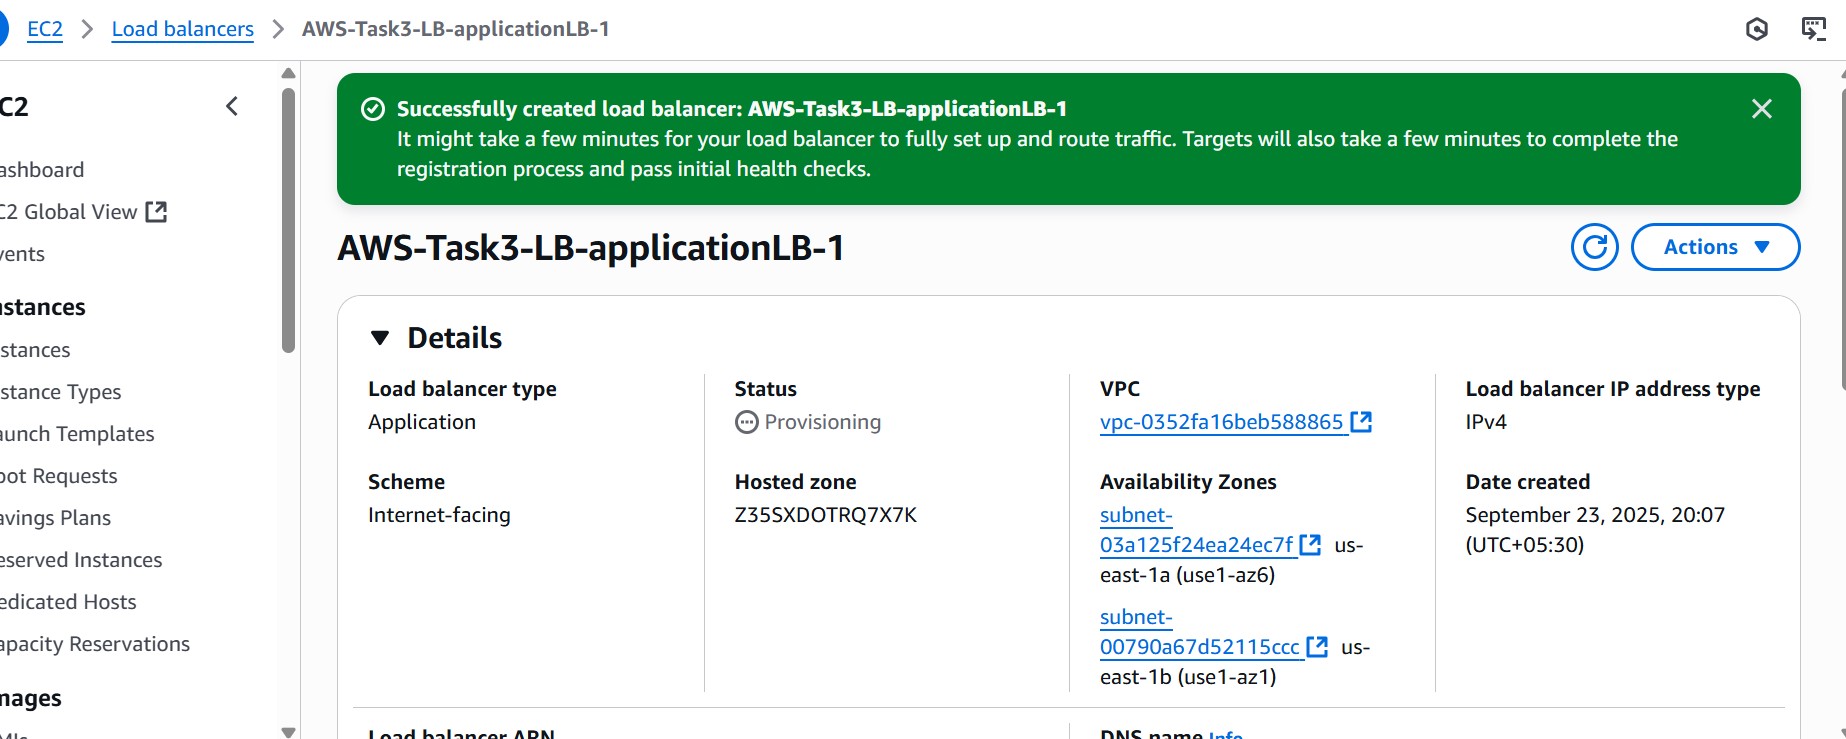 EC2 > Load balancers > AWS-Task3-LB-applicationLB-1
C2
ashboard
C2 Global View
vents
nstances
stances
stance Types
aunch Templates
pot Requests
avings Plans
eserved Instances
edicated Hosts
apacity Reservations
mages
Successfully created load balancer: AWS-Task3-LB-applicationLB-1
It might take a few minutes for your load balancer to fully set up and route traffic. Targets will also take a few minutes to complete the
registration process and pass initial health checks.
AWS-Task3-LB-applicationLB-1
Actions
Details
Load balancer type
Application
Status
Provisioning
VPC
vpc-0352fa16beb588865
Load balancer IP address type
IPv4
Scheme
Internet-facing
Hosted zone
Z35SXDOTRQ7X7K
Availability Zones
subnet-
03a125f24ea24ec7f us-
east-1a (use1-az6)
subnet-
00790a67d52115ccc us-
east-1b (use1-az1)
Date created
September 23, 2025, 20:07
(UTC+05:30)
Load balancer ARN
DNS name Info